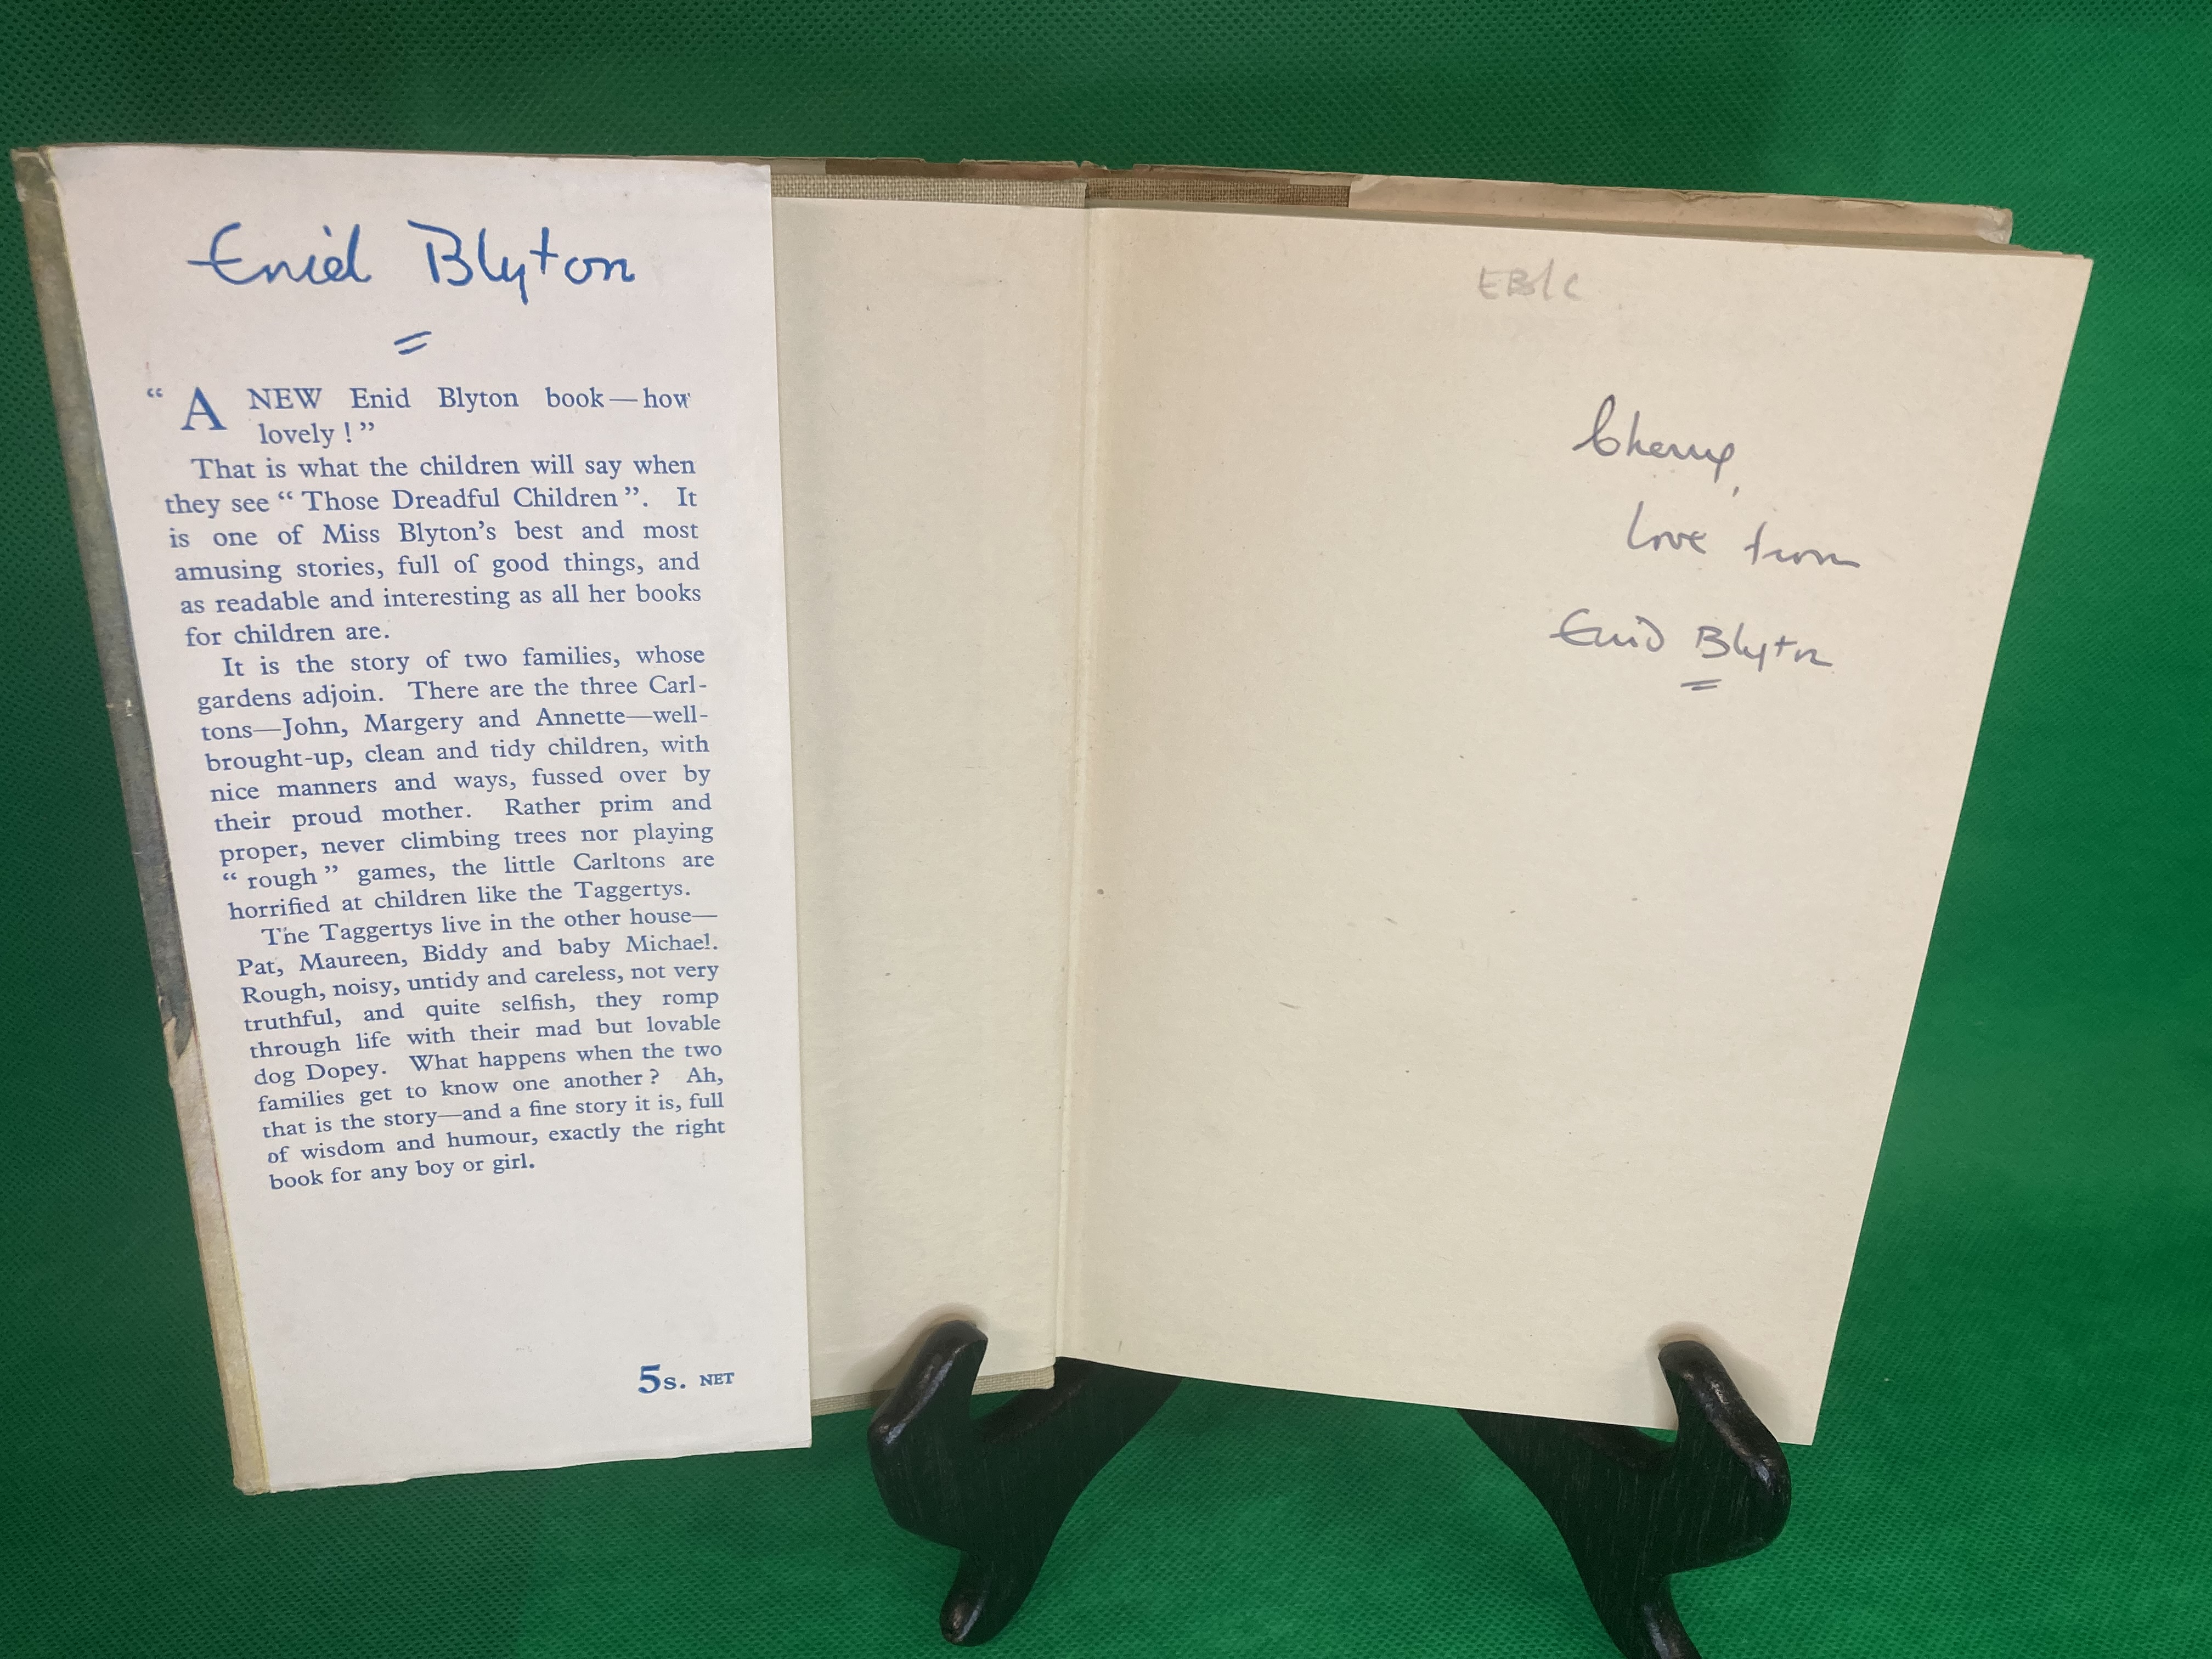 Enid Blyton
“ A NEW Enid Blyton book—how
lovely ! ”
That is what the children will say when
they see “ Those Dreadful Children ”. It
is one of Miss Blyton’s best and most
amusing stories, full of good things, and
as readable and interesting as all her books
for children are.
It is the story of two families, whose
gardens adjoin. There are the three Carl-
tons—John, Margery and Annette—well-
brought-up, clean and tidy children, with
nice manners and ways, fussed over by
their proud mother. Rather prim and
proper, never climbing trees nor playing
“ rough ” games, the little Carltons are
horrified at children like the Taggertys.
The Taggertys live in the other house—
Pat, Maureen, Biddy and baby Michael.
Rough, noisy, untidy and careless, not very
truthful, and quite selfish, they romp
through life with their mad but lovable
dog Dopey. What happens when the two
families get to know one another ? Ah,
that is the story—and a fine story it is, full
of wisdom and humour, exactly the right
book for any boy or girl.
5s. NET
EB/C
Cherry,
love from
Enid Blyton